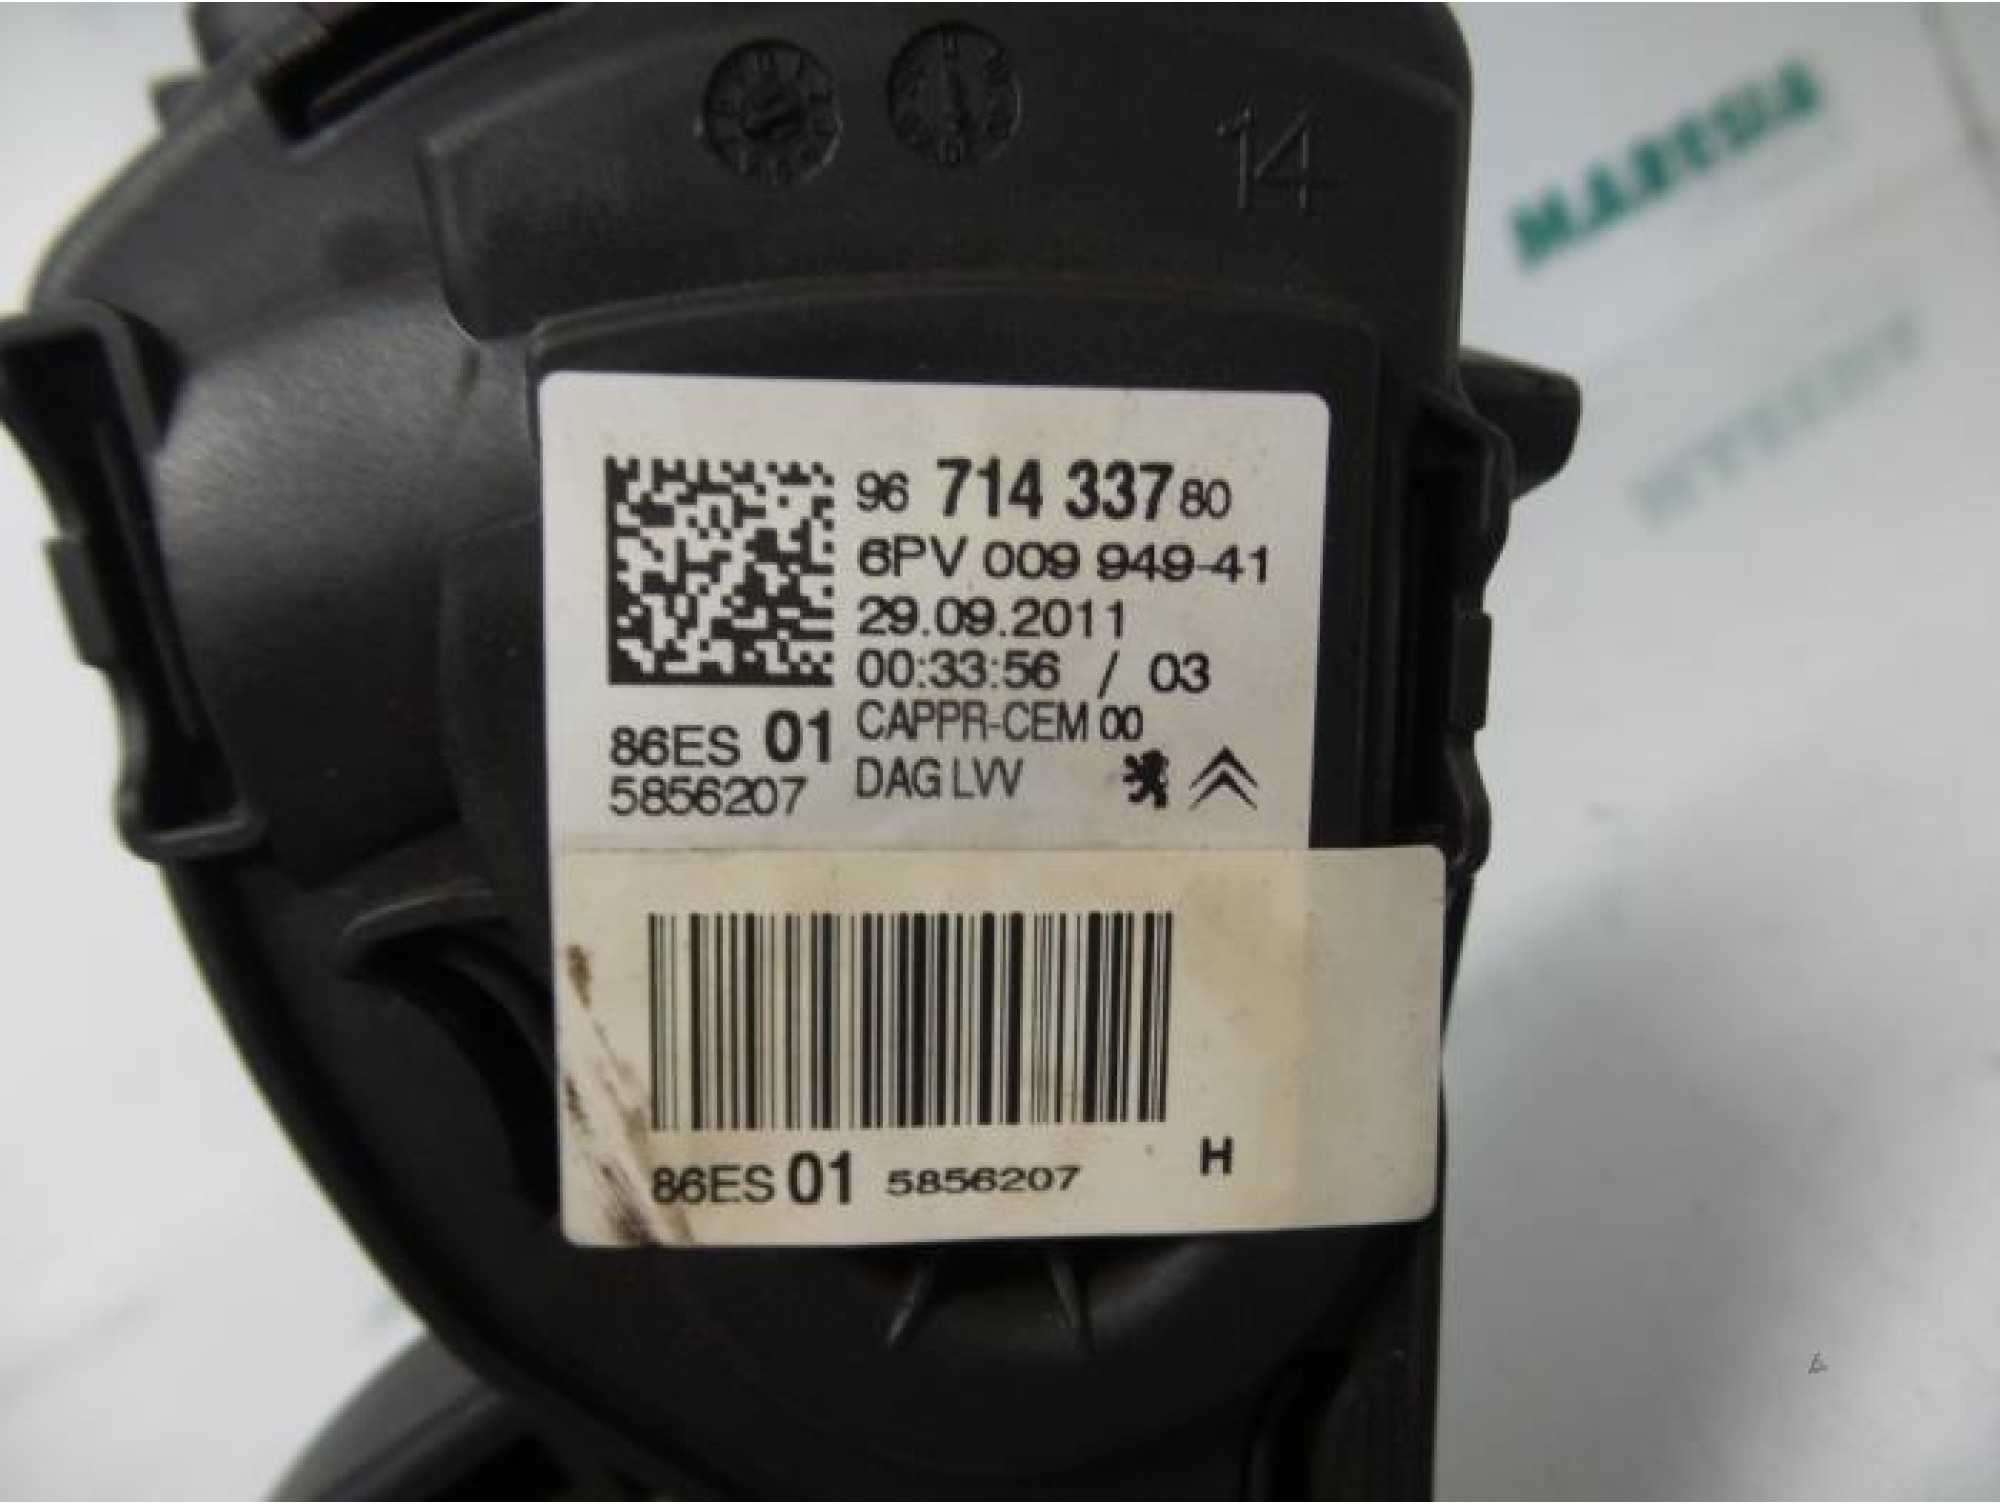 14
MARESIA
96 714 337 80
6PV 009 949-41
29.09.2011
00:33:56 / 03
CAPPR-CEM 00
DAG LVV
86ES 01
5856207
86ES 01 5856207 H